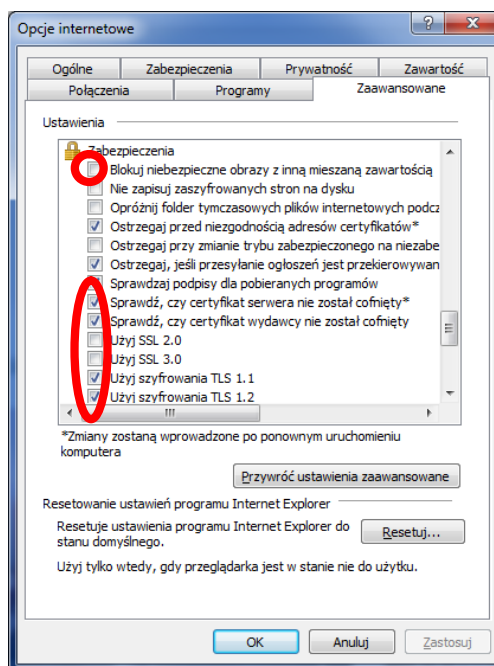 Opcje internetowe
Ogólne Zabezpieczenia Prywatność Zawartość
Połączenia Programy Zaawansowane
Ustawienia
Zabezpieczenia
Blokuj niebezpieczne obrazy z inną mieszaną zawartością
Nie zapisuj zaszyfrowanych stron na dysku
Opróżnij folder tymczasowych plików internetowych podcz
Ostrzegaj przed niezgodnością adresów certyfikatów*
Ostrzegaj przy zmianie trybu zabezpieczonego na niezabe
Ostrzegaj, jeśli przesyłanie ogłoszeń jest przekierowywan
Sprawdzaj podpisy dla pobieranych programów
Sprawdź, czy certyfikat serwera nie został cofnięty*
Sprawdź, czy certyfikat wydawcy nie został cofnięty
Użyj SSL 2.0
Użyj SSL 3.0
Użyj szyfrowania TLS 1.1
Użyj szyfrowania TLS 1.2
*Zmiany zostaną wprowadzone po ponownym uruchomieniu
komputera
Przywróć ustawienia zaawansowane
Resetowanie ustawień programu Internet Explorer
Resetuje ustawienia programu Internet Explorer do
stanu domyślnego.
Resetuj...
Użyj tylko wtedy, gdy przeglądarka jest w stanie nie do użytku.
OK Anuluj Zastosuj